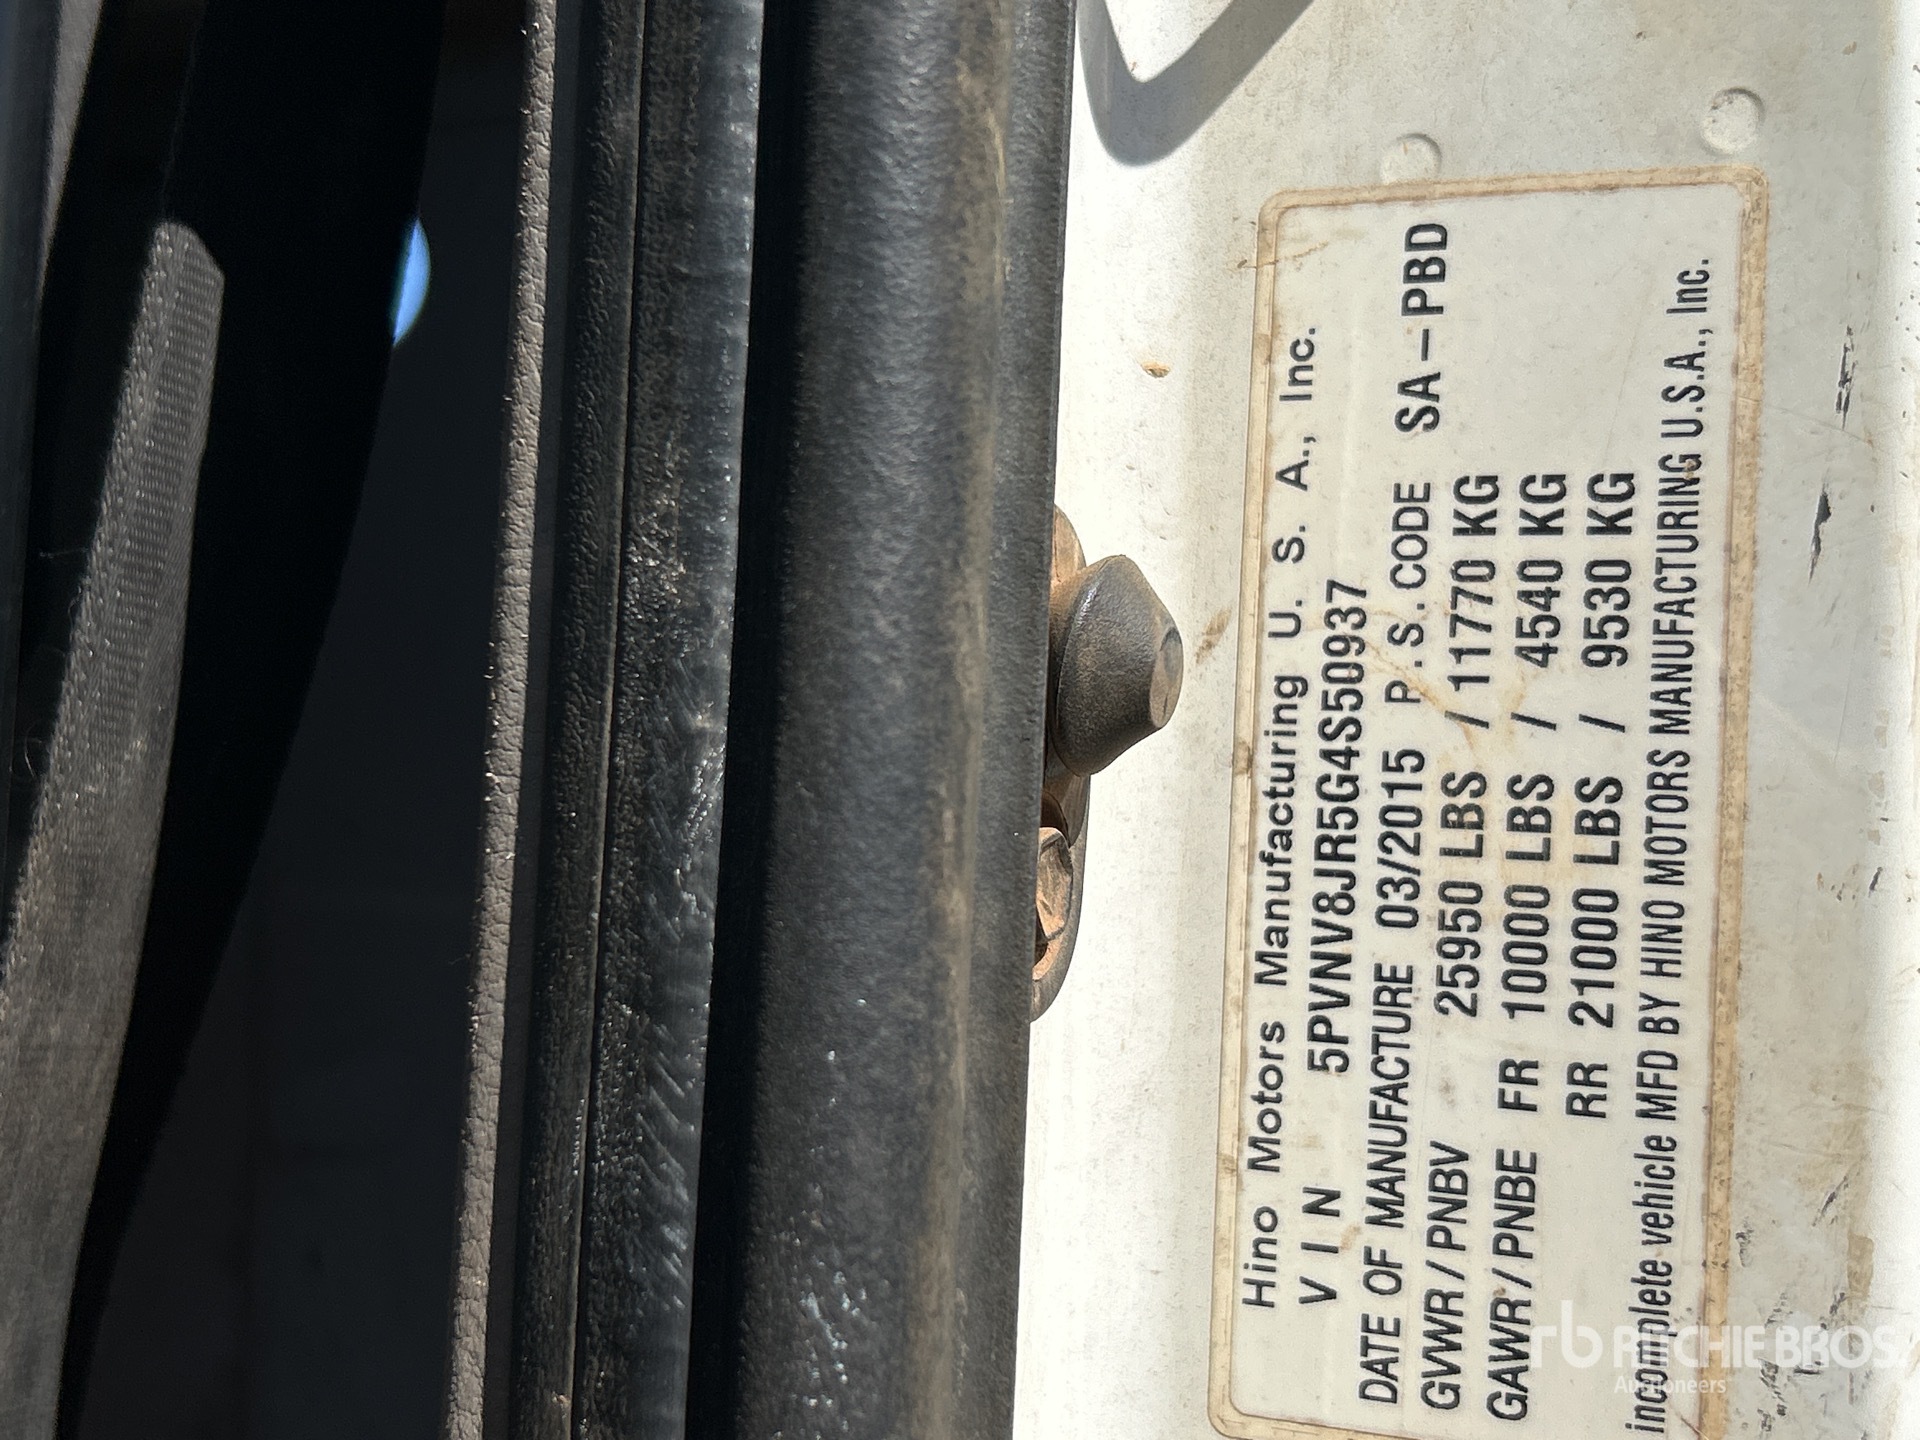 Hino Motors Manufacturing U. S. A., Inc.
VIN 5PVNV8JR5G4S50937
DATE OF MANUFACTURE 03/2015 P.S.CODE SA-PBD
GVWR/PNBV 25950 LBS / 11770 KG
GAWR/PNBE FR 10000 LBS / 4540 KG
RR 21000 LBS / 9530 KG
incomplete vehicle MFD BY HINO MOTORS MANUFACTURING U.S.A., Inc.
rb RITCHIE BROS.
Auctioneers